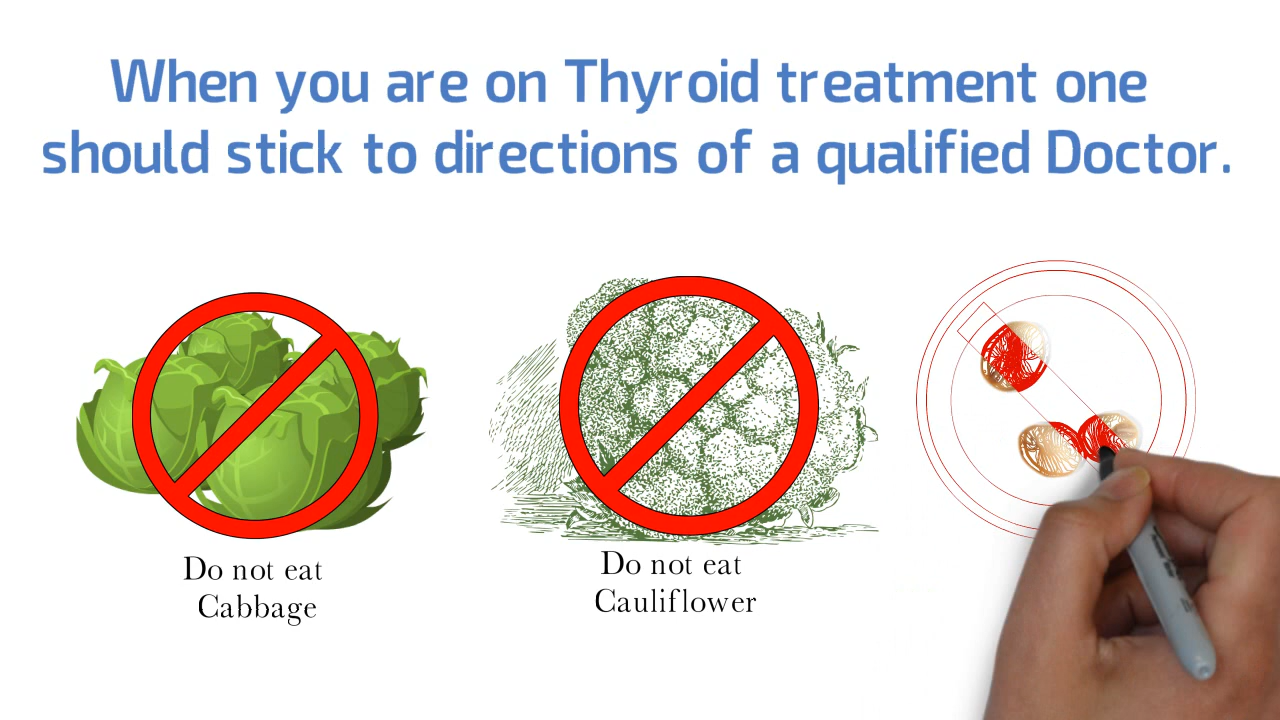 When you are on Thyroid treatment one
should stick to directions of a qualified Doctor.
Do not eat
Cabbage
Do not eat
Cauliflower